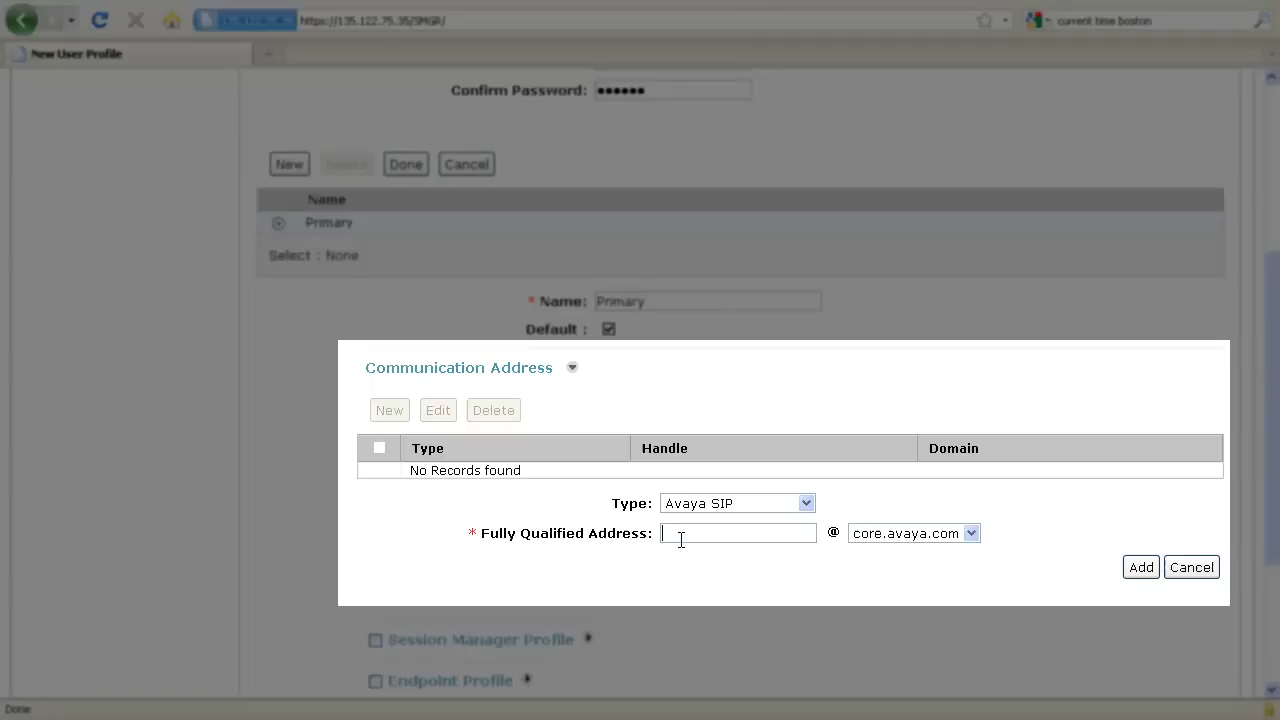 https://135.122.75.35/SMGR/
current time boston
New User Profile
Confirm Password: ••••••
New Done Cancel
Name
Primary
Select : None
* Name: Primary
Default :
Communication Address
New Edit Delete
Type Handle Domain
No Records found
Type: Avaya SIP
* Fully Qualified Address: @ core.avaya.com
Add Cancel
Session Manager Profile
Endpoint Profile
Done